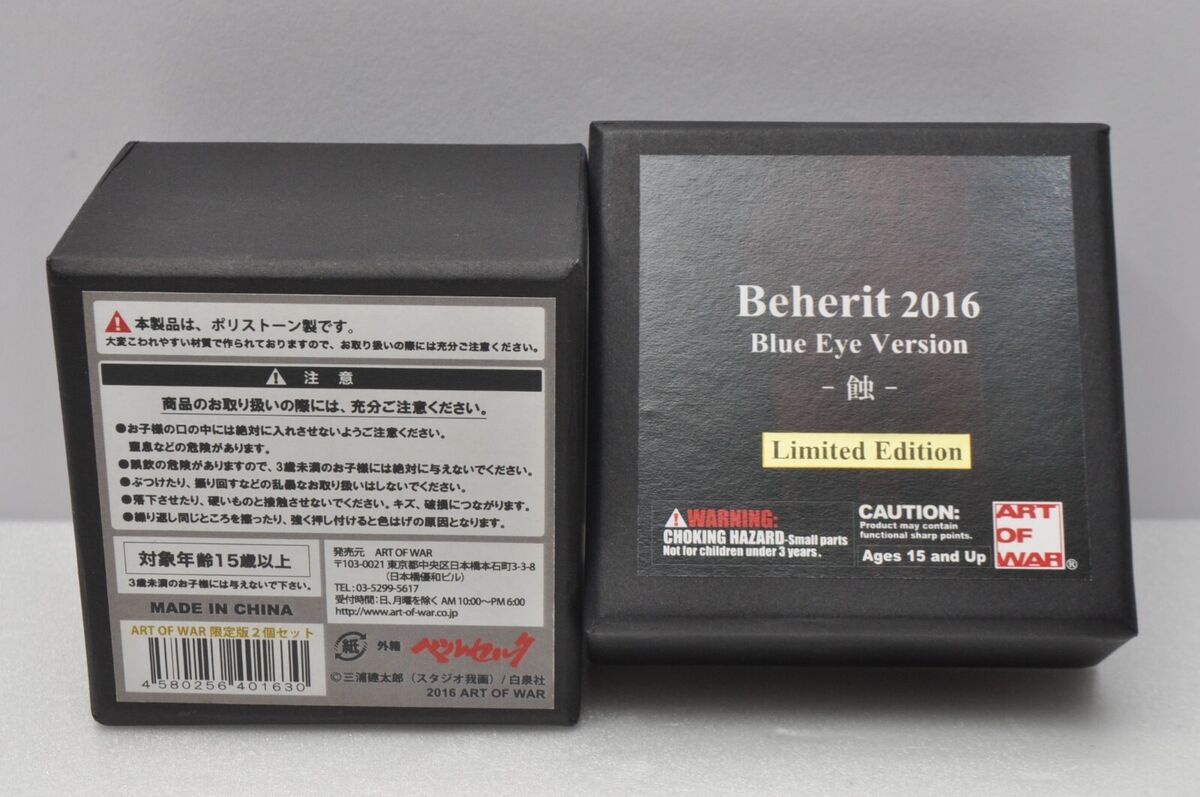 本製品は、ポリストーン製です。
大変こわれやすい材質で作られておりますので、お取り扱いの際には充分ご注意ください。
注 意
商品のお取り扱いの際には、充分ご注意ください。
●お子様の口の中には絶対に入れさせないようご注意ください。
窒息などの危険があります。
●誤飲の危険がありますので、3歳未満のお子様には絶対に与えないでください。
●ぶつけたり、振り回すなどの乱暴なお取り扱いはしないでください。
●落下させたり、硬いものと接触させないでください。キズ、破損につながります。
●繰り返し同じところを擦ったり、強く押し付けると色はげの原因となります。
対象年齢15歳以上
3歳未満のお子様には与えないで下さい。
MADE IN CHINA
ART OF WAR 限定版2個セット
4 580256 401630
発売元 ART OF WAR
〒103-0021 東京都中央区日本橋本石町3-3-8
(日本橋優和ビル)
TEL : 03-5299-5617
受付時間:日、月曜を除く AM 10:00～PM 6:00
http://www.art-of-war.co.jp
紙 外箱 ベルセルク
©三浦建太郎(スタジオ我画)/白泉社
2016 ART OF WAR
Beherit 2016
Blue Eye Version
- 蝕 -
Limited Edition
WARNING:
CHOKING HAZARD-Small parts
Not for children under 3 years.
CAUTION:
Product may contain
functional sharp points.
Ages 15 and Up
ART
OF
WAR®